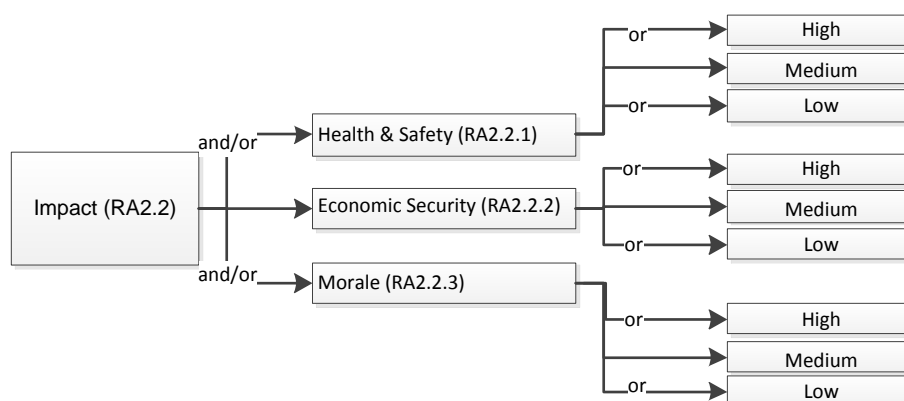 or
High
Medium
or
Low
and/or
Health & Safety (RA2.2.1)
Impact (RA2.2)
Economic Security (RA2.2.2)
or
High
Medium
or
Low
and/or
Morale (RA2.2.3)
or
High
Medium
or
Low